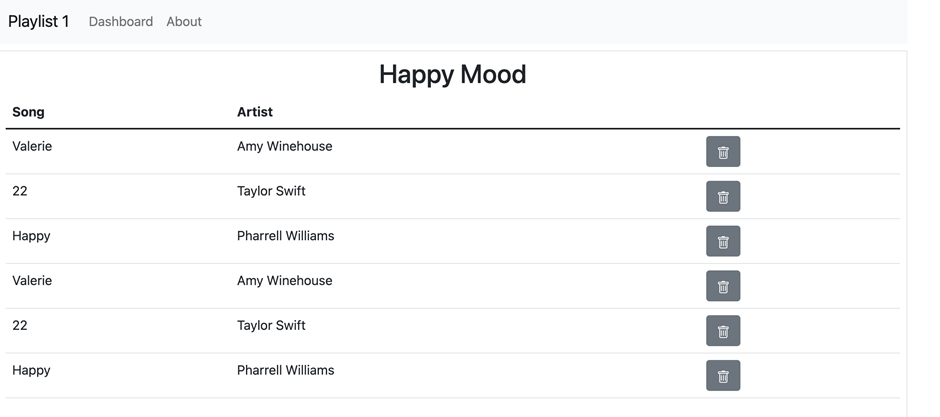 Playlist 1 Dashboard About
Happy Mood
Song Artist
Valerie Amy Winehouse
22 Taylor Swift
Happy Pharrell Williams
Valerie Amy Winehouse
22 Taylor Swift
Happy Pharrell Williams